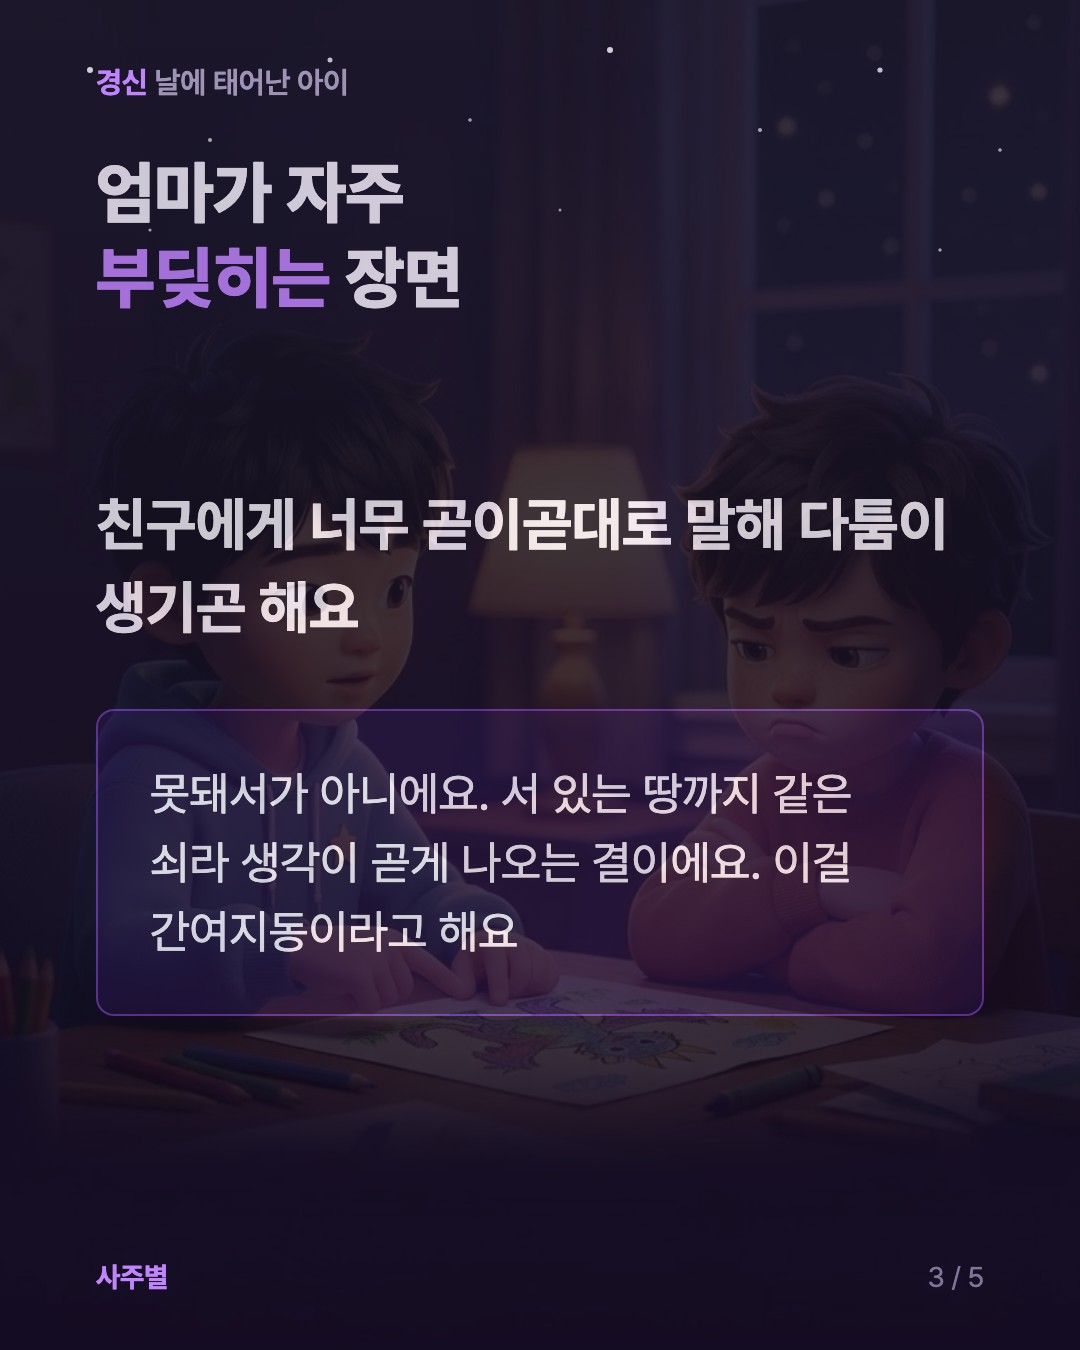 경신 날에 태어난 아이
엄마가 자주
부딪히는 장면
친구에게 너무 곧이곧대로 말해 다툼이
생기곤 해요
못돼서가 아니에요. 서 있는 땅까지 같은
쇠라 생각이 곧게 나오는 결이에요. 이걸
간여지동이라고 해요
사주별
3 / 5